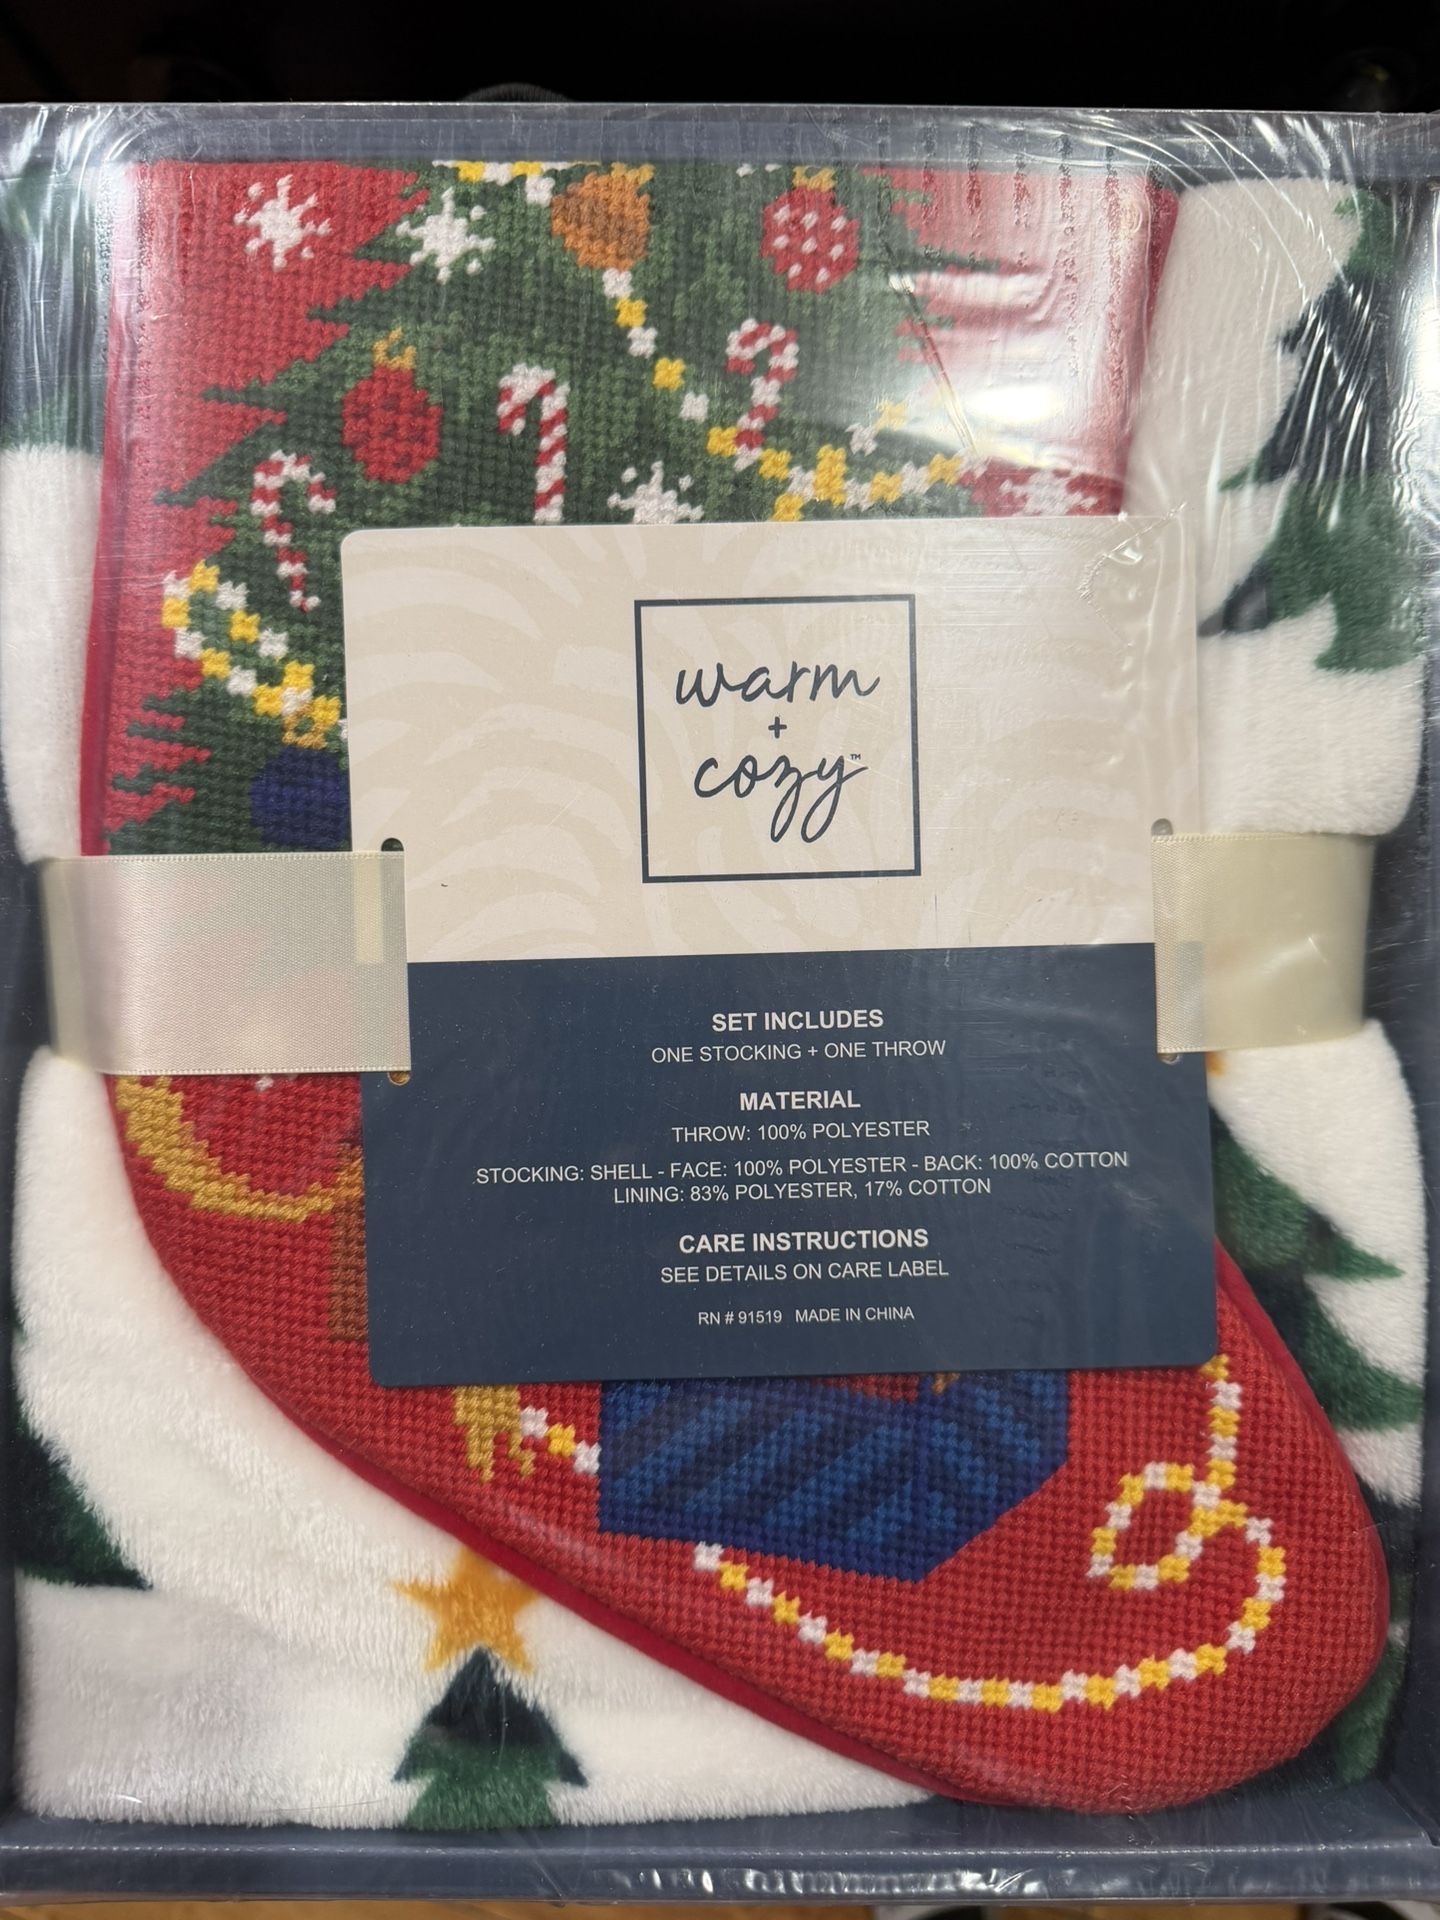 warm
+
cozy™
SET INCLUDES
ONE STOCKING + ONE THROW
MATERIAL
THROW: 100% POLYESTER
STOCKING: SHELL - FACE: 100% POLYESTER - BACK: 100% COTTON
LINING: 83% POLYESTER, 17% COTTON
CARE INSTRUCTIONS
SEE DETAILS ON CARE LABEL
RN # 91519 MADE IN CHINA